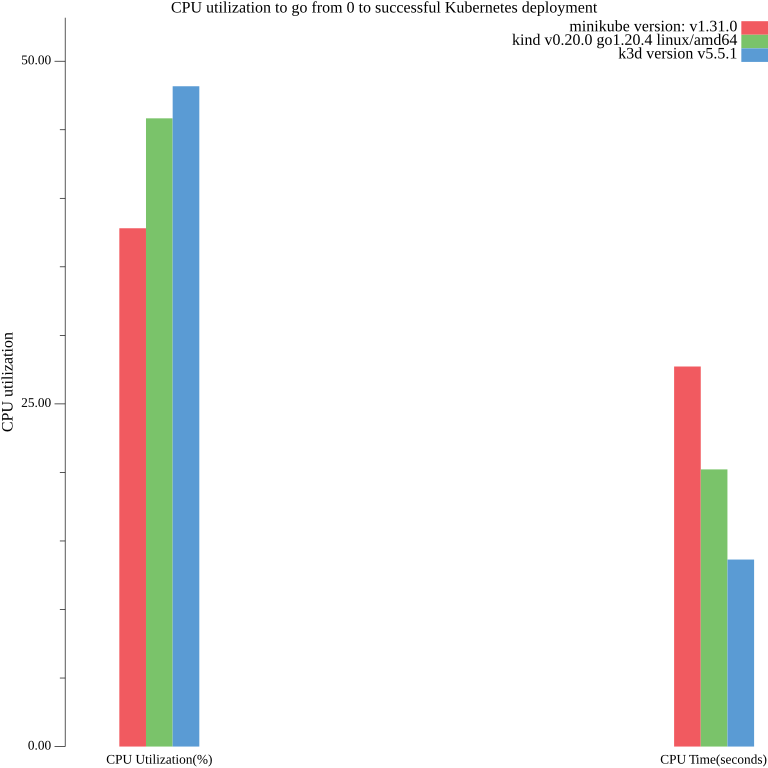 CPU utilization to go from 0 to successful Kubernetes deployment
minikube version: v1.31.0
kind v0.20.0 go1.20.4 linux/amd64
k3d version v5.5.1
50.00
25.00
0.00
CPU utilization
CPU Utilization(%)
CPU Time(seconds)